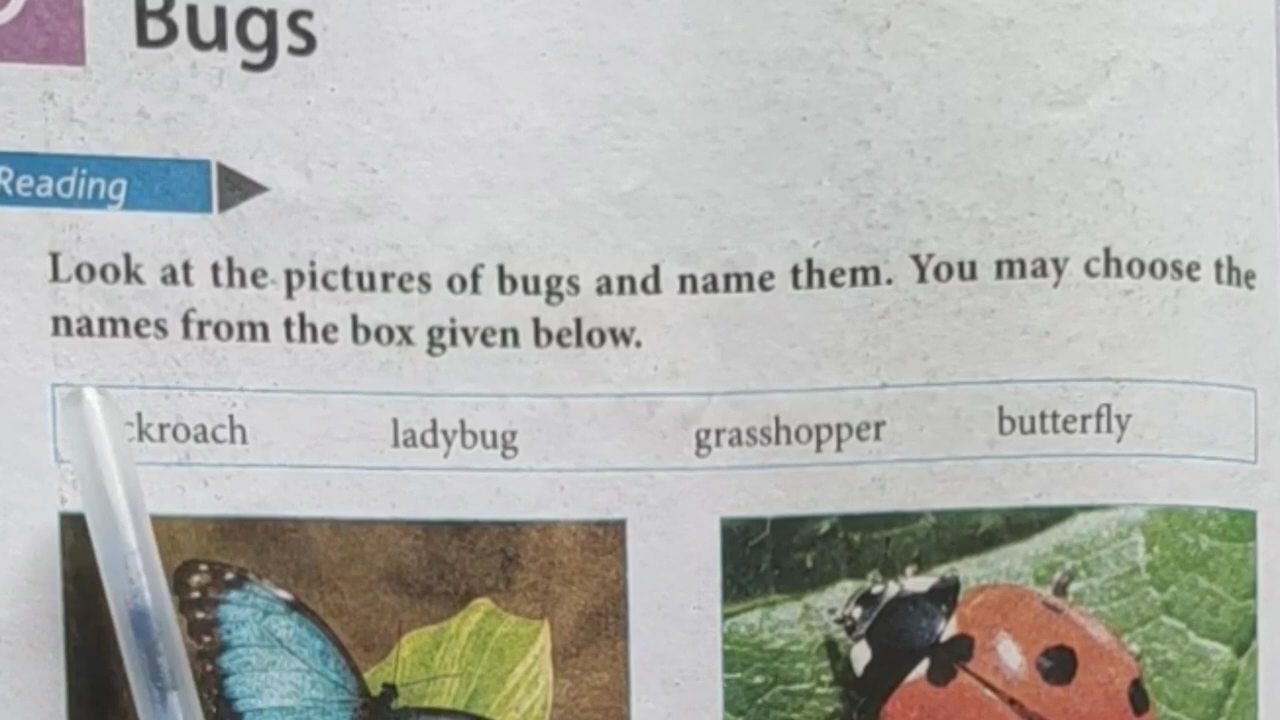 Bugs
Reading
Look at the pictures of bugs and name them. You may choose the
names from the box given below.
ckroach ladybug grasshopper butterfly